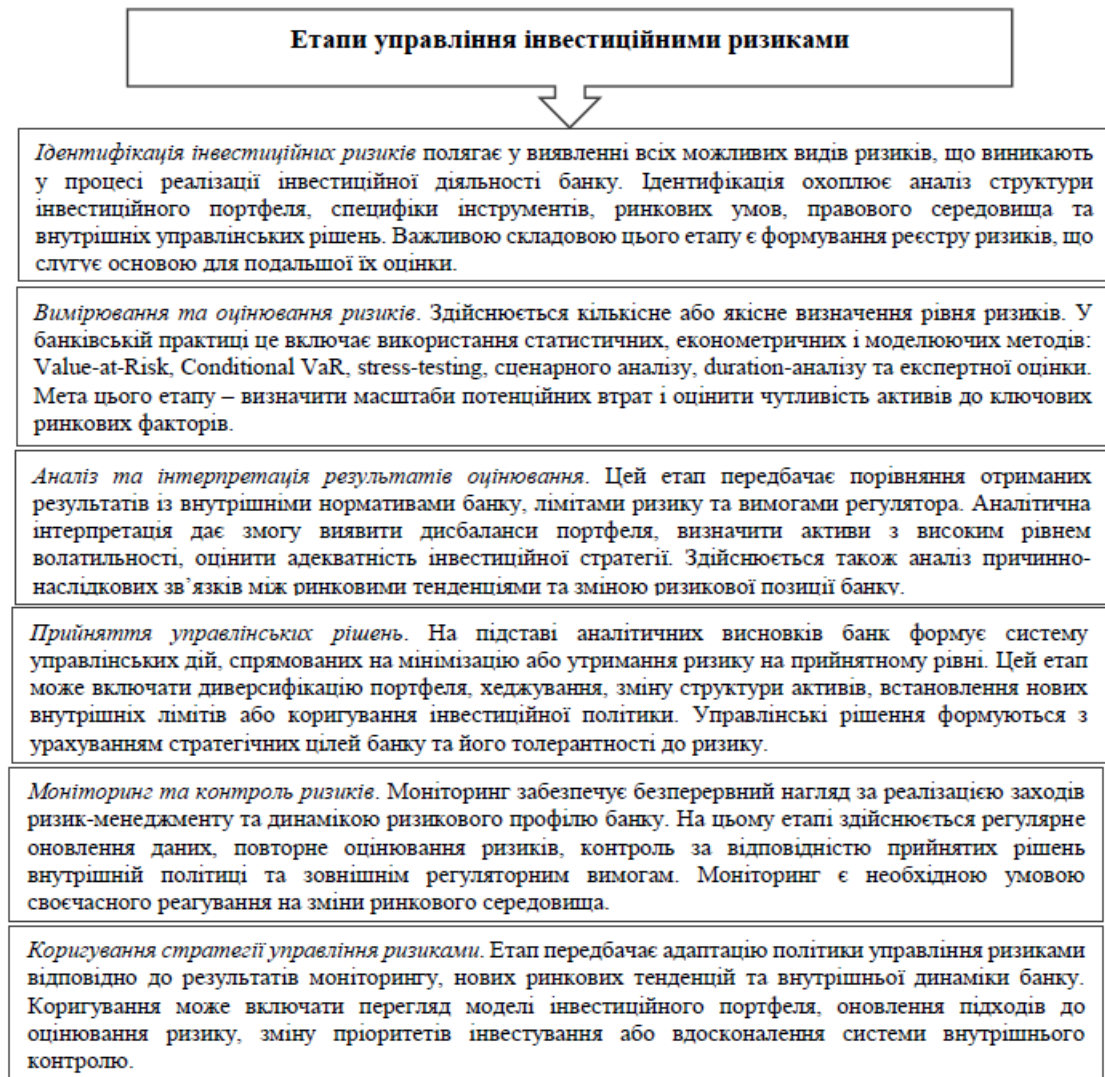 Етапи управління інвестиційними ризиками
Ідентифікація інвестиційних ризиків полягає у виявленні всіх можливих видів ризиків, що виникають
у процесі реалізації інвестиційної діяльності банку. Ідентифікація охоплює аналіз структури
інвестиційного портфеля, специфіки інструментів, ринкових умов, правового середовища та
внутрішніх управлінських рішень. Важливою складовою цього етапу є формування реєстру ризиків, що
слугує основою для подальшої їх оцінки.
Вимірювання та оцінювання ризиків. Здійснюється кількісне або якісне визначення рівня ризиків. У
банківській практиці це включає використання статистичних, економетричних і моделюючих методів:
Value-at-Risk, Conditional VaR, stress-testing, сценарного аналізу, duration-аналізу та експертної оцінки.
Мета цього етапу – визначити масштаби потенційних втрат і оцінити чутливість активів до ключових
ринкових факторів.
Аналіз та інтерпретація результатів оцінювання. Цей етап передбачає порівняння отриманих
результатів із внутрішніми нормативами банку, лімітами ризику та вимогами регулятора. Аналітична
інтерпретація дає змогу виявити дисбаланси портфеля, визначити активи з високим рівнем
волатильності, оцінити адекватність інвестиційної стратегії. Здійснюється також аналіз причинно-
наслідкових зв’язків між ринковими тенденціями та зміною ризикової позиції банку.
Прийняття управлінських рішень. На підставі аналітичних висновків банк формує систему
управлінських дій, спрямованих на мінімізацію або утримання ризику на прийнятному рівні. Цей етап
може включати диверсифікацію портфеля, хеджування, зміну структури активів, встановлення нових
внутрішніх лімітів або коригування інвестиційної політики. Управлінські рішення формуються з
урахуванням стратегічних цілей банку та його толерантності до ризику.
Моніторинг та контроль ризиків. Моніторинг забезпечує безперервний нагляд за реалізацією заходів
ризик-менеджменту та динамікою ризикового профілю банку. На цьому етапі здійснюється регулярне
оновлення даних, повторне оцінювання ризиків, контроль за відповідністю прийнятих рішень
внутрішній політиці та зовнішнім регуляторним вимогам. Моніторинг є необхідною умовою
своєчасного реагування на зміни ринкового середовища.
Коригування стратегії управління ризиками. Етап передбачає адаптацію політики управління ризиками
відповідно до результатів моніторингу, нових ринкових тенденцій та внутрішньої динаміки банку.
Коригування може включати перегляд моделі інвестиційного портфеля, оновлення підходів до
оцінювання ризику, зміну пріоритетів інвестування або вдосконалення системи внутрішнього
контролю.